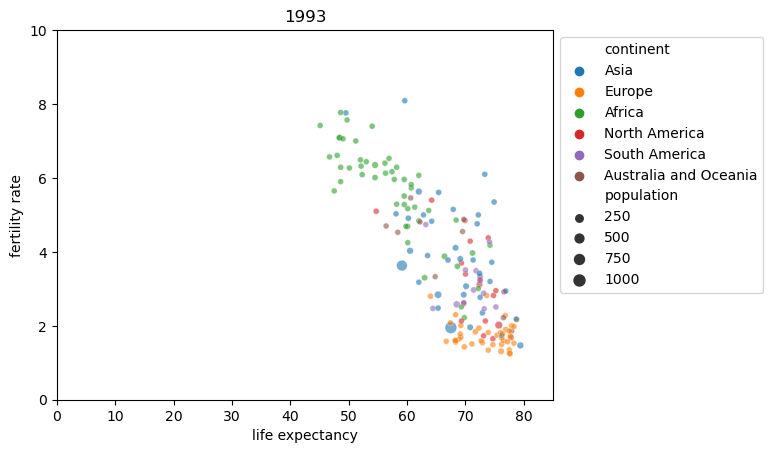 1993
10
8
6
4
2
0
fertility rate
0 10 20 30 40 50 60 70 80
life expectancy
continent
Asia
Europe
Africa
North America
South America
Australia and Oceania
population
250
500
750
1000